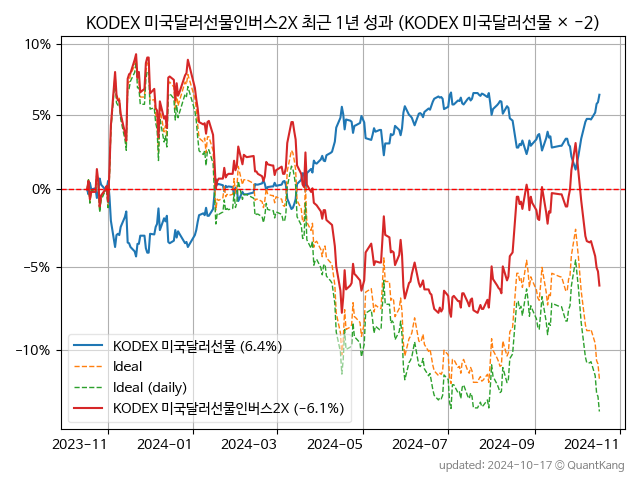 KODEX 미국달러선물인버스2X 최근 1년 성과 (KODEX 미국달러선물 × −2)
10%
5%
0%
−5%
−10%
KODEX 미국달러선물 (6.4%)
Ideal
Ideal (daily)
KODEX 미국달러선물인버스2X (−6.1%)
2023−11 2024−01 2024−03 2024−05 2024−07 2024−09 2024−11
updated: 2024−10−17 © QuantKang